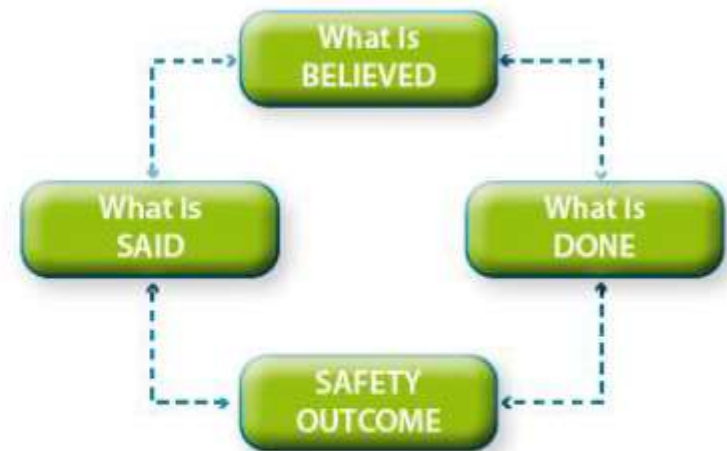 What is
BELIEVED
What is
SAID
What is
DONE
SAFETY
OUTCOME